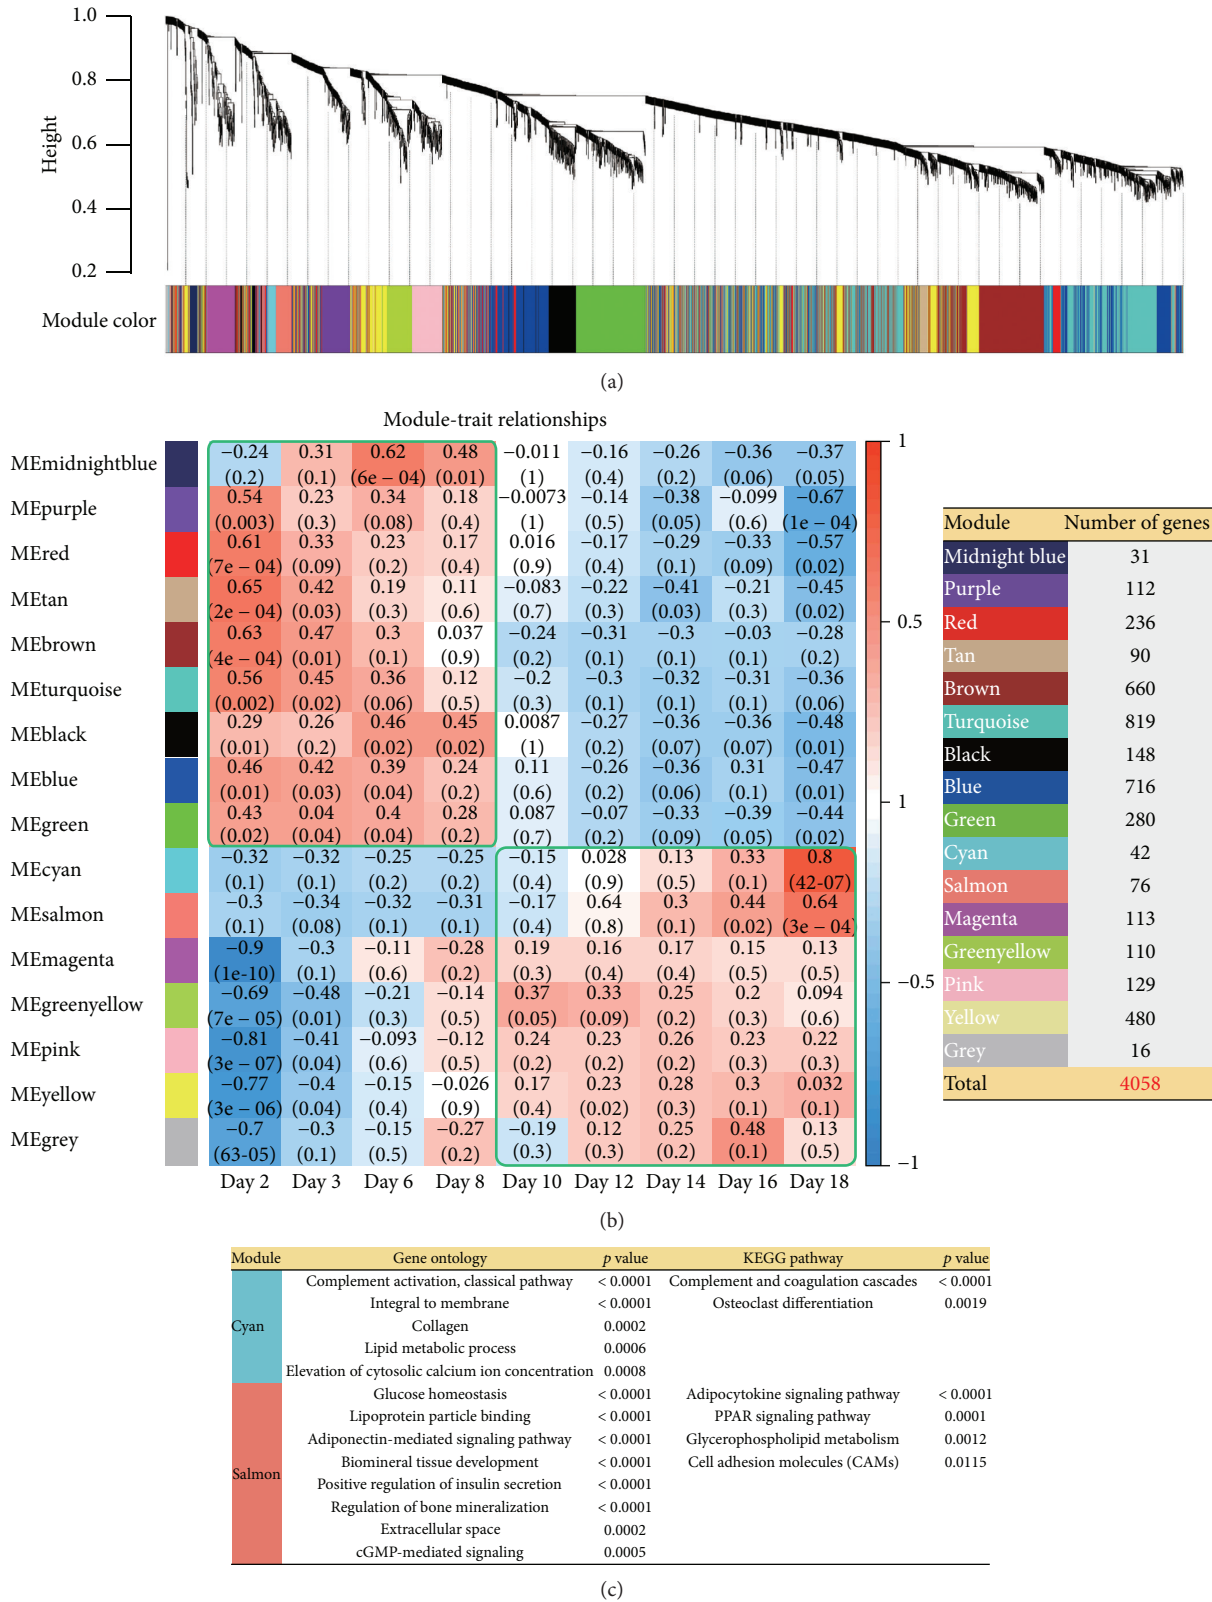 1.0
0.8
0.6
0.4
0.2
Height
Module color
(a)
Module-trait relationships
MEmidnightblue −0.24 0.31 0.62 0.48 −0.011 −0.16 −0.26 −0.36 −0.37
(0.2) (0.1) (6e − 04) (0.01) (1) (0.4) (0.2) (0.06) (0.05)
MEpurple 0.54 0.23 0.34 0.18 −0.0073 −0.14 −0.38 −0.099 −0.67
(0.003) (0.3) (0.08) (0.4) (1) (0.5) (0.05) (0.6) (1e − 04)
MEred 0.61 0.33 0.23 0.17 0.016 −0.17 −0.29 −0.33 −0.57
(7e − 04) (0.09) (0.2) (0.4) (0.9) (0.4) (0.1) (0.09) (0.02)
MEtan 0.65 0.42 0.19 0.11 −0.083 −0.22 −0.41 −0.21 −0.45
(2e − 04) (0.03) (0.3) (0.6) (0.7) (0.3) (0.03) (0.3) (0.02)
MEbrown 0.63 0.47 0.3 0.037 −0.24 −0.31 −0.3 −0.03 −0.28
(4e − 04) (0.01) (0.1) (0.9) (0.2) (0.1) (0.1) (0.1) (0.2)
MEturquoise 0.56 0.45 0.36 0.12 −0.2 −0.3 −0.32 −0.31 −0.36
(0.002) (0.02) (0.06) (0.5) (0.3) (0.1) (0.1) (0.1) (0.06)
MEblack 0.29 0.26 0.46 0.45 0.0087 −0.27 −0.36 −0.36 −0.48
(0.01) (0.2) (0.02) (0.02) (1) (0.2) (0.07) (0.07) (0.01)
MEblue 0.46 0.42 0.39 0.24 0.11 −0.26 −0.36 0.31 −0.47
(0.01) (0.03) (0.04) (0.2) (0.6) (0.2) (0.06) (0.1) (0.01)
MEgreen 0.43 0.04 0.4 0.28 0.087 −0.07 −0.33 −0.39 −0.44
(0.02) (0.04) (0.04) (0.2) (0.7) (0.2) (0.09) (0.05) (0.02)
MEcyan −0.32 −0.32 −0.25 −0.25 −0.15 0.028 0.13 0.33 0.8
(0.1) (0.1) (0.2) (0.2) (0.4) (0.9) (0.5) (0.1) (42-07)
MEsalmon −0.3 −0.34 −0.32 −0.31 −0.17 0.64 0.3 0.44 0.64
(0.1) (0.08) (0.1) (0.1) (0.4) (0.8) (0.1) (0.02) (3e − 04)
MEmagenta −0.9 −0.3 −0.11 −0.28 0.19 0.16 0.17 0.15 0.13
(1e-10) (0.1) (0.6) (0.2) (0.3) (0.4) (0.4) (0.5) (0.5)
MEgreenyellow −0.69 −0.48 −0.21 −0.14 0.37 0.33 0.25 0.2 0.094
(7e − 05) (0.01) (0.3) (0.5) (0.05) (0.09) (0.2) (0.3) (0.6)
MEpink −0.81 −0.41 −0.093 −0.12 0.24 0.23 0.26 0.23 0.22
(3e − 07) (0.04) (0.6) (0.5) (0.2) (0.2) (0.2) (0.3) (0.3)
MEyellow −0.77 −0.4 −0.15 −0.026 0.17 0.23 0.28 0.3 0.032
(3e − 06) (0.04) (0.4) (0.9) (0.4) (0.02) (0.3) (0.1) (0.1)
MEgrey −0.7 −0.3 −0.15 −0.27 −0.19 0.12 0.25 0.48 0.13
(63-05) (0.1) (0.5) (0.2) (0.3) (0.3) (0.2) (0.1) (0.5)
Day 2 Day 3 Day 6 Day 8 Day 10 Day 12 Day 14 Day 16 Day 18
1
0.5
1
−0.5
−1
Module Number of genes
Midnight blue 31
Purple 112
Red 236
Tan 90
Brown 660
Turquoise 819
Black 148
Blue 716
Green 280
Cyan 42
Salmon 76
Magenta 113
Greenyellow 110
Pink 129
Yellow 480
Grey 16
Total 4058
(b)
Module Gene ontology p value KEGG pathway p value
Cyan
Complement activation, classical pathway < 0.0001 Complement and coagulation cascades < 0.0001
Integral to membrane < 0.0001 Osteoclast differentiation 0.0019
Collagen 0.0002
Lipid metabolic process 0.0006
Elevation of cytosolic calcium ion concentration 0.0008
Salmon
Glucose homeostasis < 0.0001 Adipocytokine signaling pathway < 0.0001
Lipoprotein particle binding < 0.0001 PPAR signaling pathway 0.0001
Adiponectin-mediated signaling pathway < 0.0001 Glycerophospholipid metabolism 0.0012
Biomineral tissue development < 0.0001 Cell adhesion molecules (CAMs) 0.0115
Positive regulation of insulin secretion < 0.0001
Regulation of bone mineralization < 0.0001
Extracellular space 0.0002
cGMP-mediated signaling 0.0005
(c)